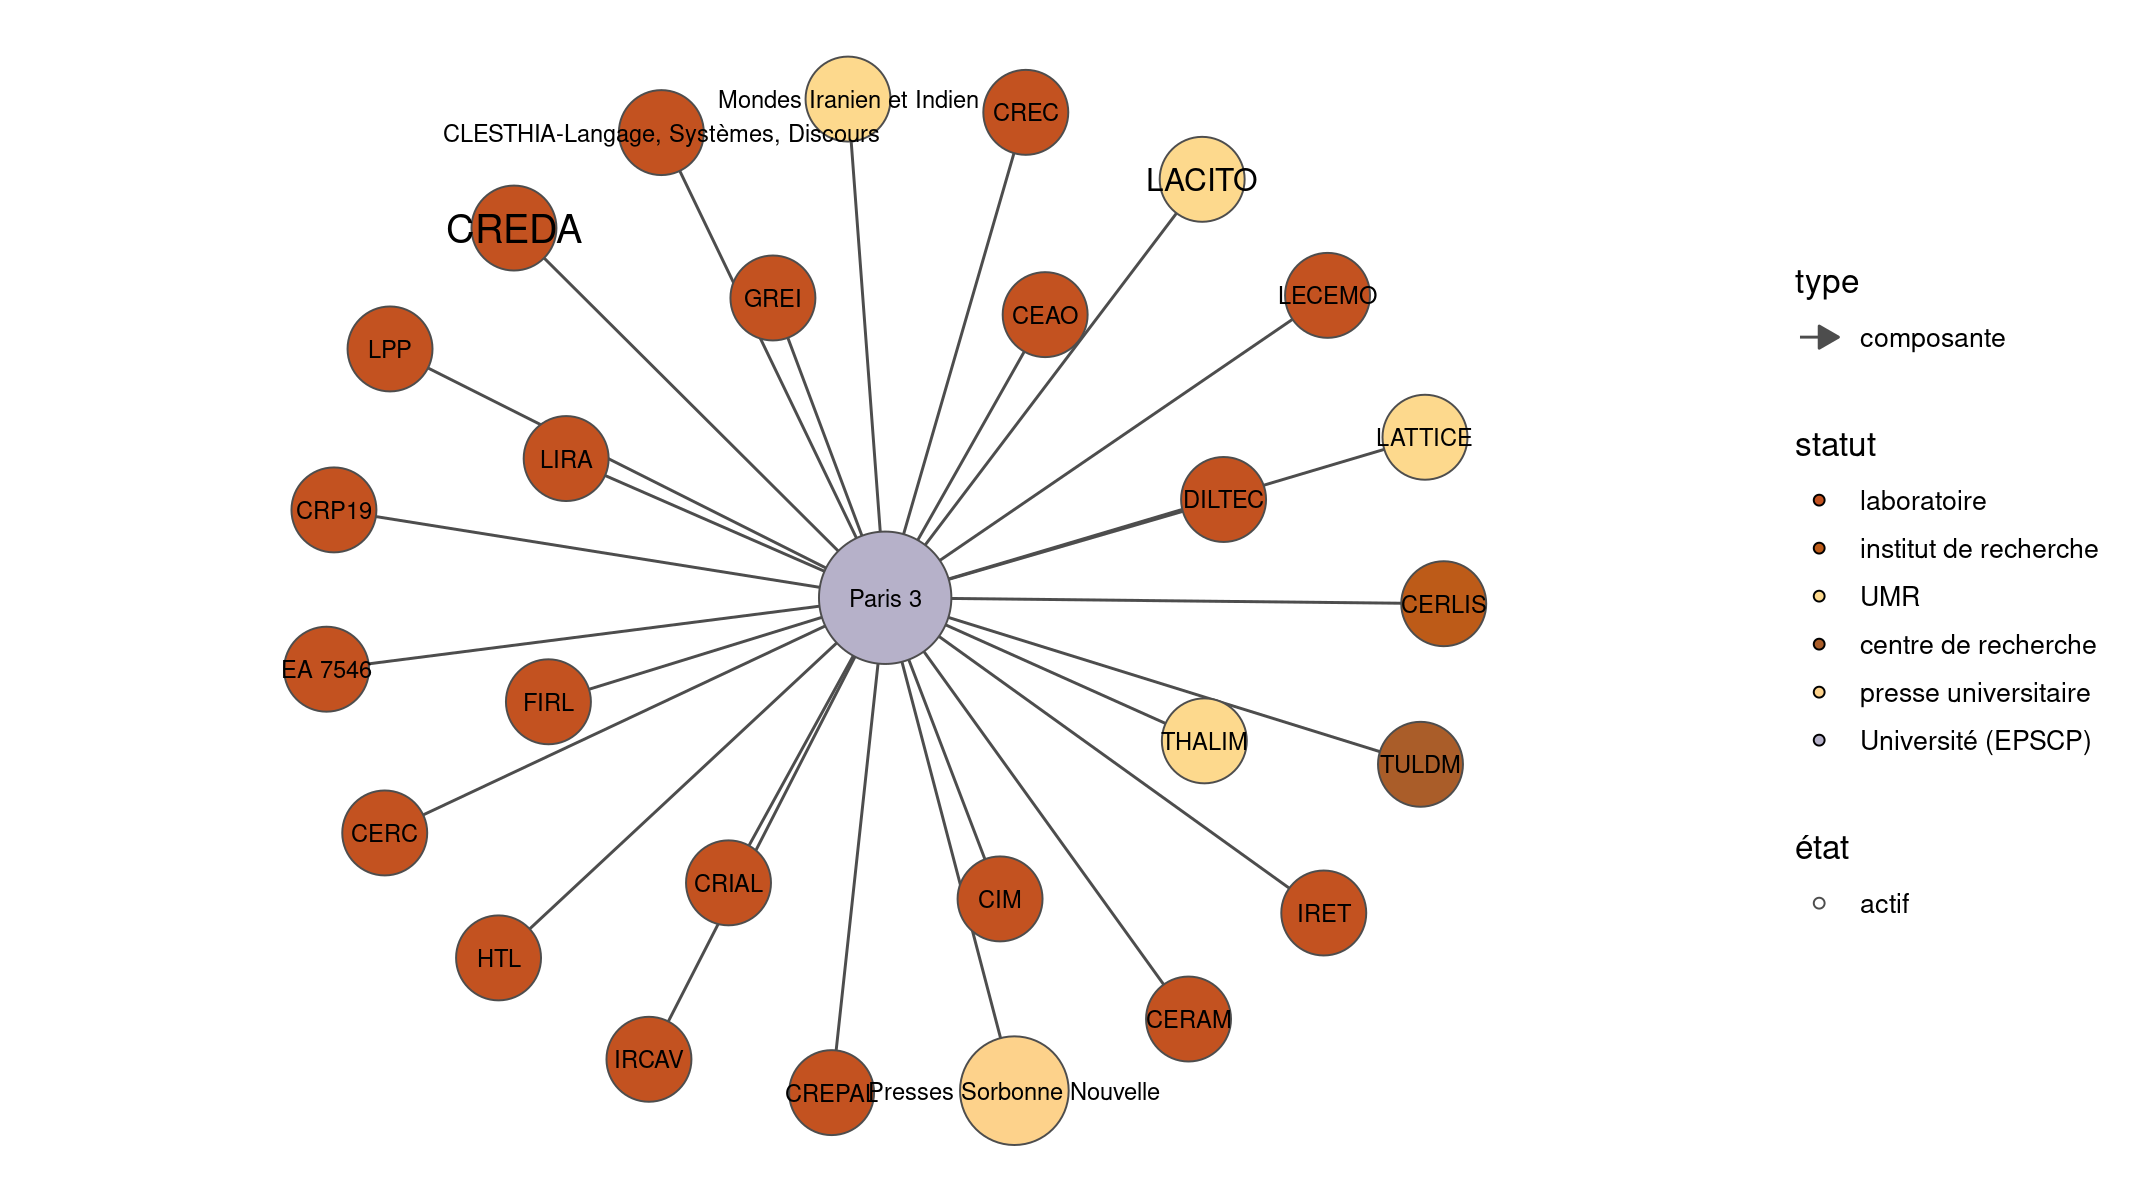 Mondes Iranien et Indien
CREC
CLESTHIA-Langage, Systèmes, Discours
LACITO
CREDA
GREI
CEAO
LECEMO
LPP
LIRA
LATTICE
DILTEC
CRP19
Paris 3
CERLIS
EA 7546
FIRL
THALIM
TULDM
CERC
CRIAL
CIM
IRET
HTL
CERAM
IRCAV
CREPAL
Presses Sorbonne Nouvelle
type
composante
statut
laboratoire
institut de recherche
UMR
centre de recherche
presse universitaire
Université (EPSCP)
état
actif